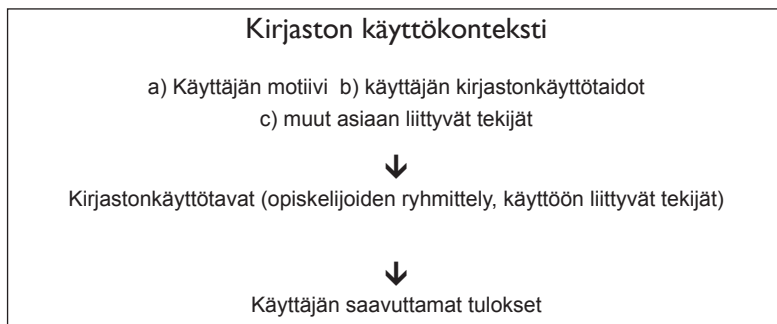 Kirjaston käyttökonteksti
a) Käyttäjän motiivi b) käyttäjän kirjastonkäyttötaidot
c) muut asiaan liittyvät tekijät
Kirjastonkäyttötavat (opiskelijoiden ryhmittely, käyttöön liittyvät tekijät)
Käyttäjän saavuttamat tulokset